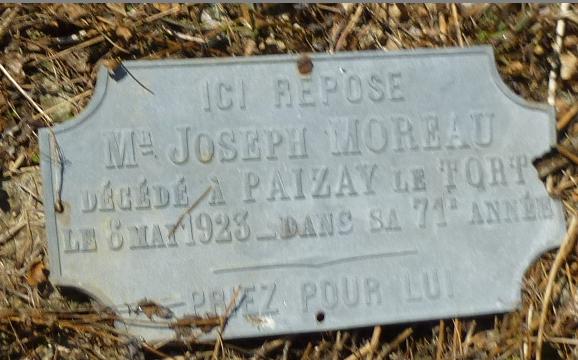 ICI REPOSE
MR JOSEPH MOREAU
DÉCÉDÉ À PAIZAY LE TORT
LE 6 MAI 1923 _ DANS SA 71E ANNÉE
PRIEZ POUR LUI